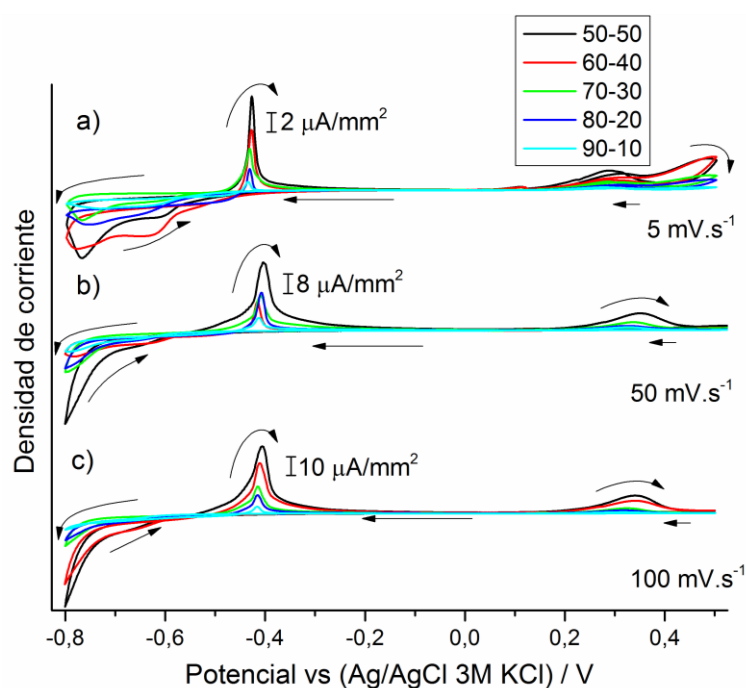 50-50
60-40
70-30
80-20
90-10
a)
2 μA/mm²
5 mV.s⁻¹
b)
8 μA/mm²
50 mV.s⁻¹
c)
10 μA/mm²
100 mV.s⁻¹
Densidad de corriente
-0,8 -0,6 -0,4 -0,2 0,0 0,2 0,4
Potencial vs (Ag/AgCl 3M KCl) / V